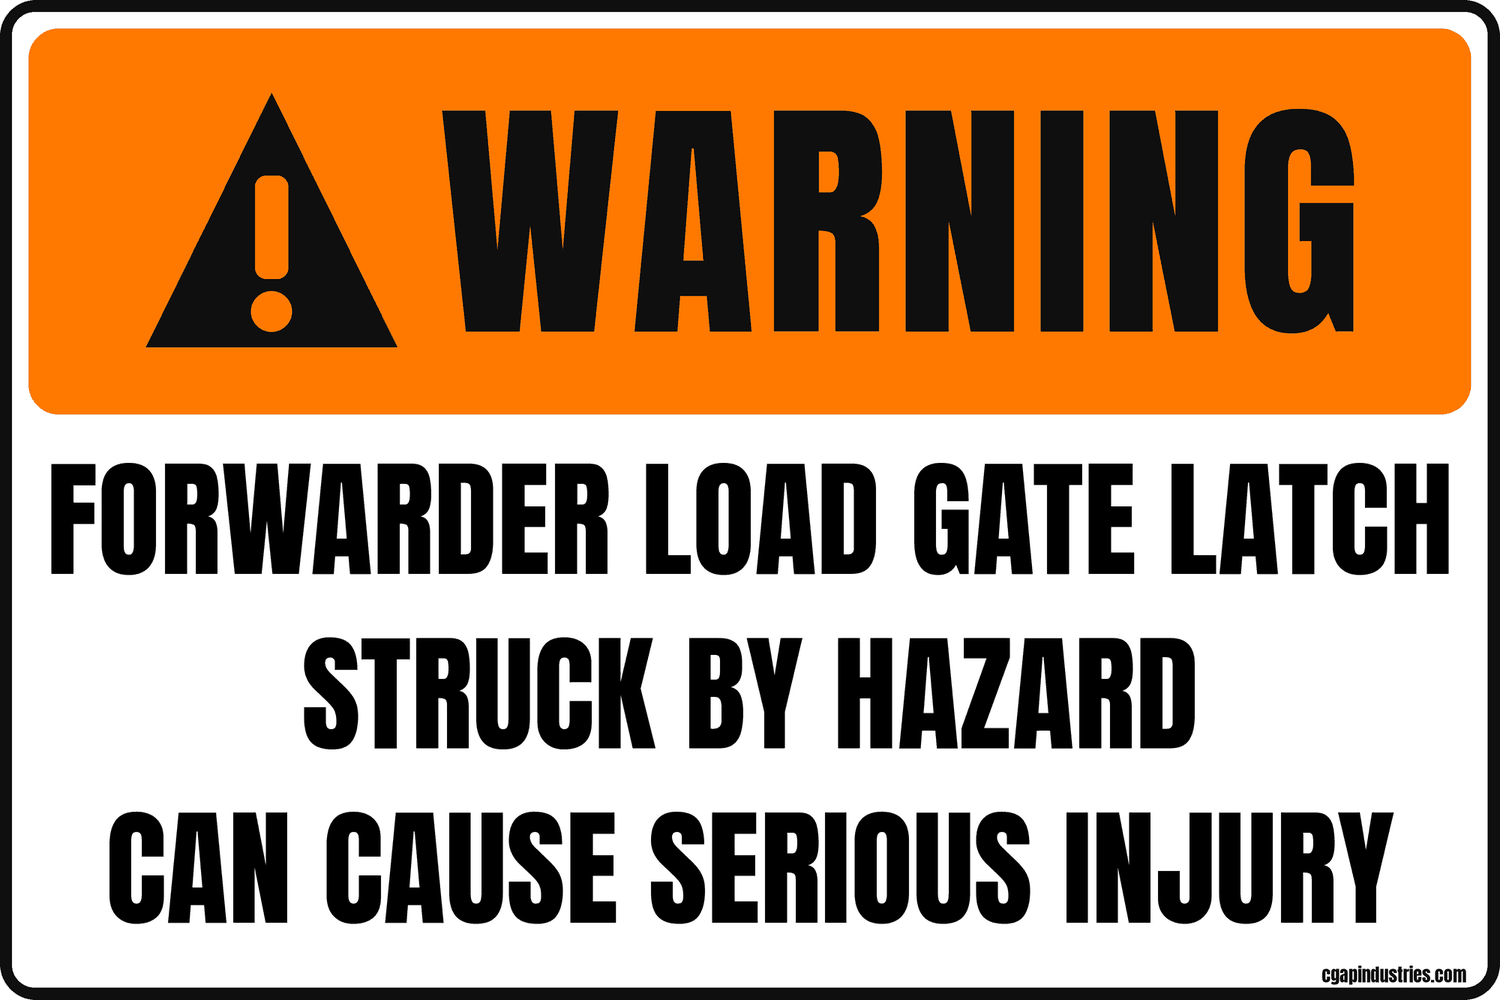 WARNING
FORWARDER LOAD GATE LATCH
STRUCK BY HAZARD
CAN CAUSE SERIOUS INJURY
cgapindustries.com